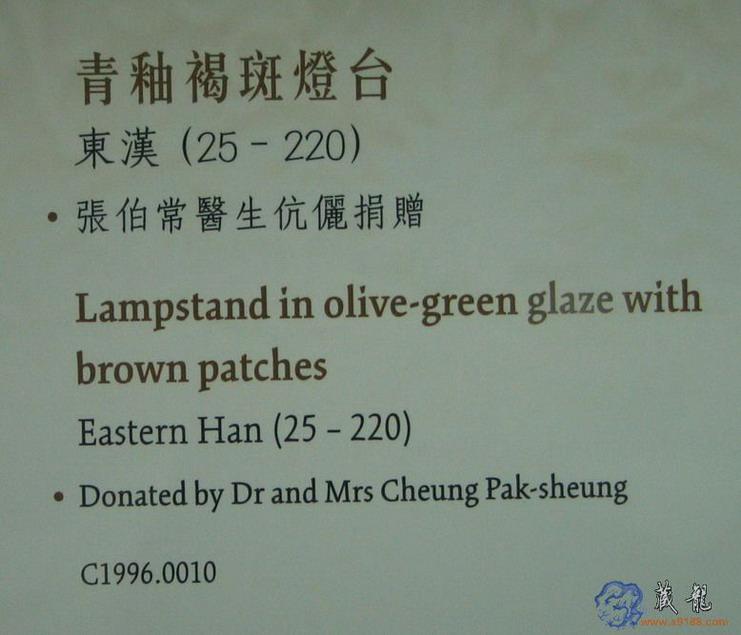 青釉褐斑燈台
東漢 (25 – 220)
• 張伯常醫生伉儷捐贈
Lampstand in olive-green glaze with
brown patches
Eastern Han (25 – 220)
• Donated by Dr and Mrs Cheung Pak-sheung
C1996.0010
藏龍
www.a9188.com